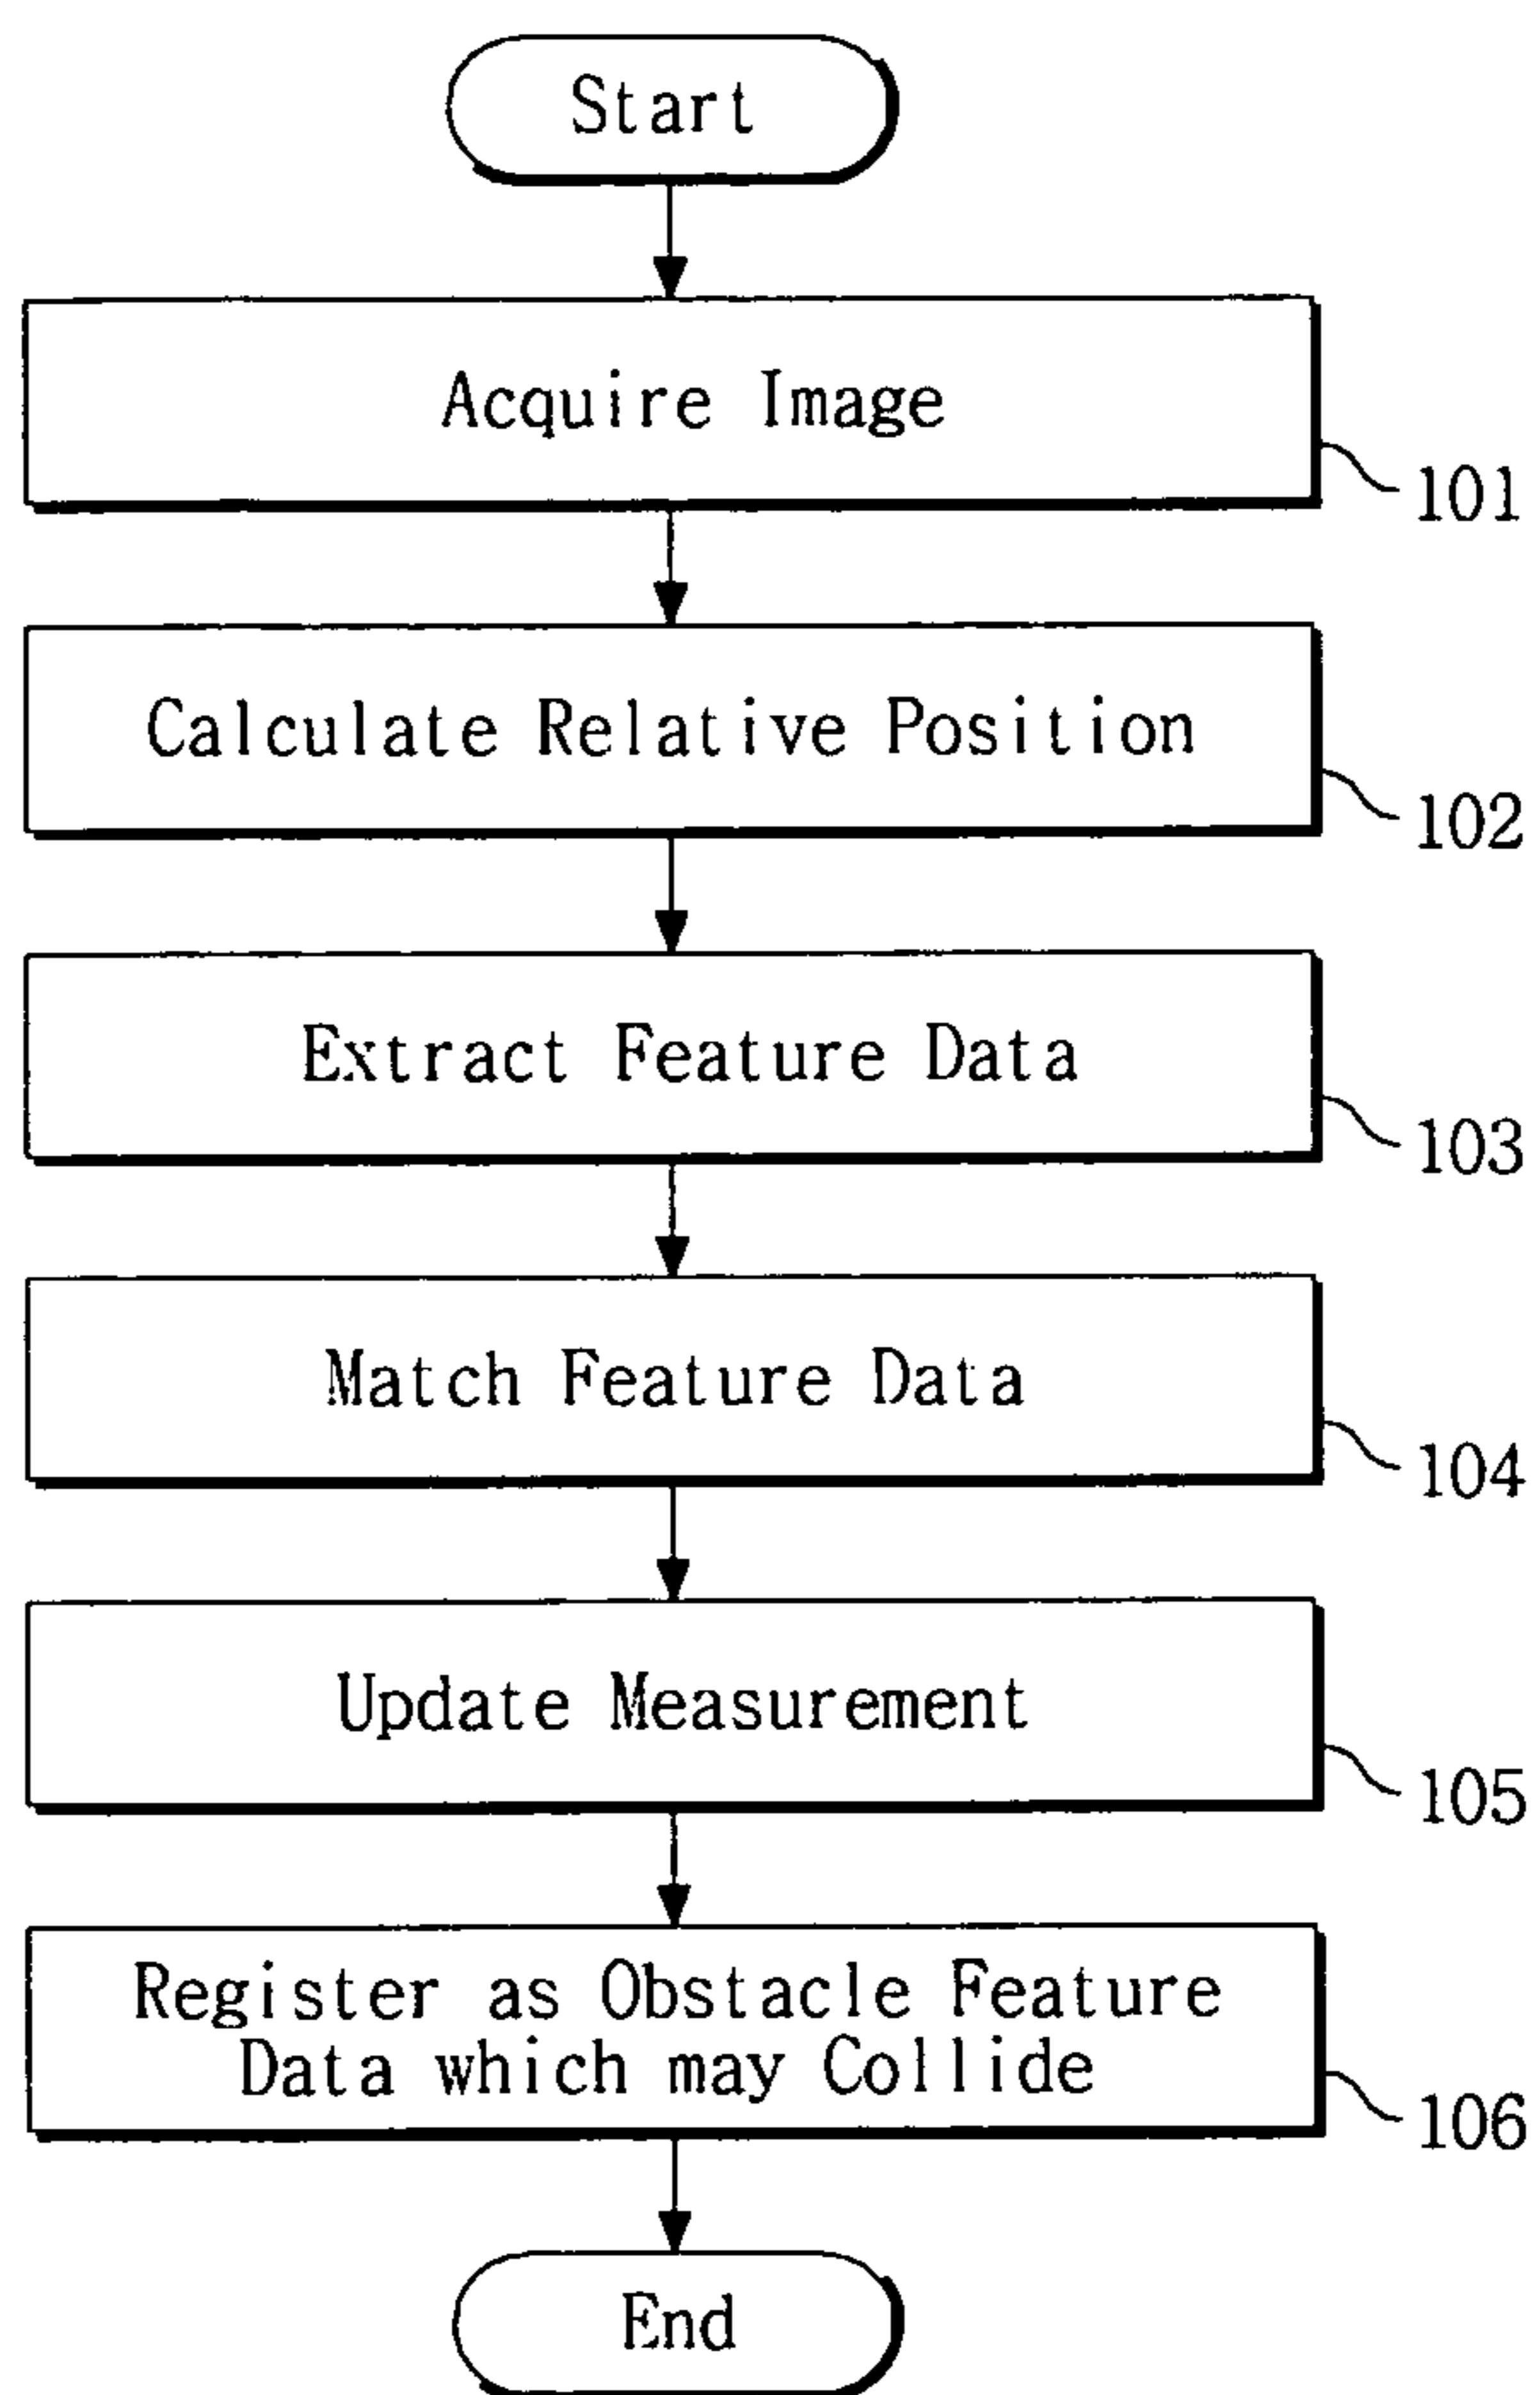 Start
Acquire Image
101
Calculate Relative Position
102
Extract Feature Data
103
Match Feature Data
104
Update Measurement
105
Register as Obstacle Feature
Data which may Collide
106
End